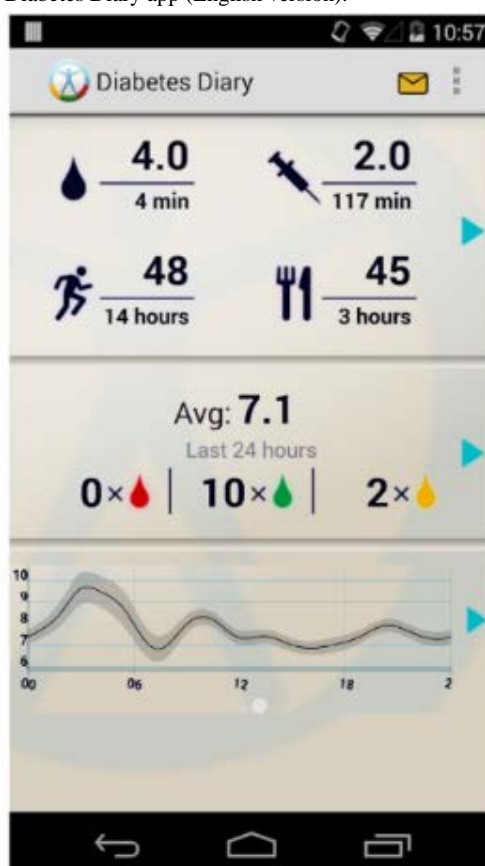 Diabetes Diary app (English version).
10:57
Diabetes Diary
4.0
4 min
2.0
117 min
48
14 hours
45
3 hours
Avg: 7.1
Last 24 hours
0× | 10× | 2×
10
9
8
7
6
00 06 12 18 2